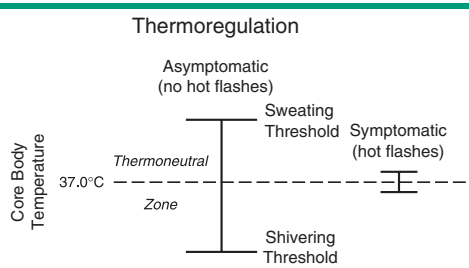 Thermoregulation
Asymptomatic
(no hot flashes)
Sweating
Threshold
Symptomatic
(hot flashes)
Thermoneutral
37.0°C
Zone
Core Body
Temperature
Shivering
Threshold